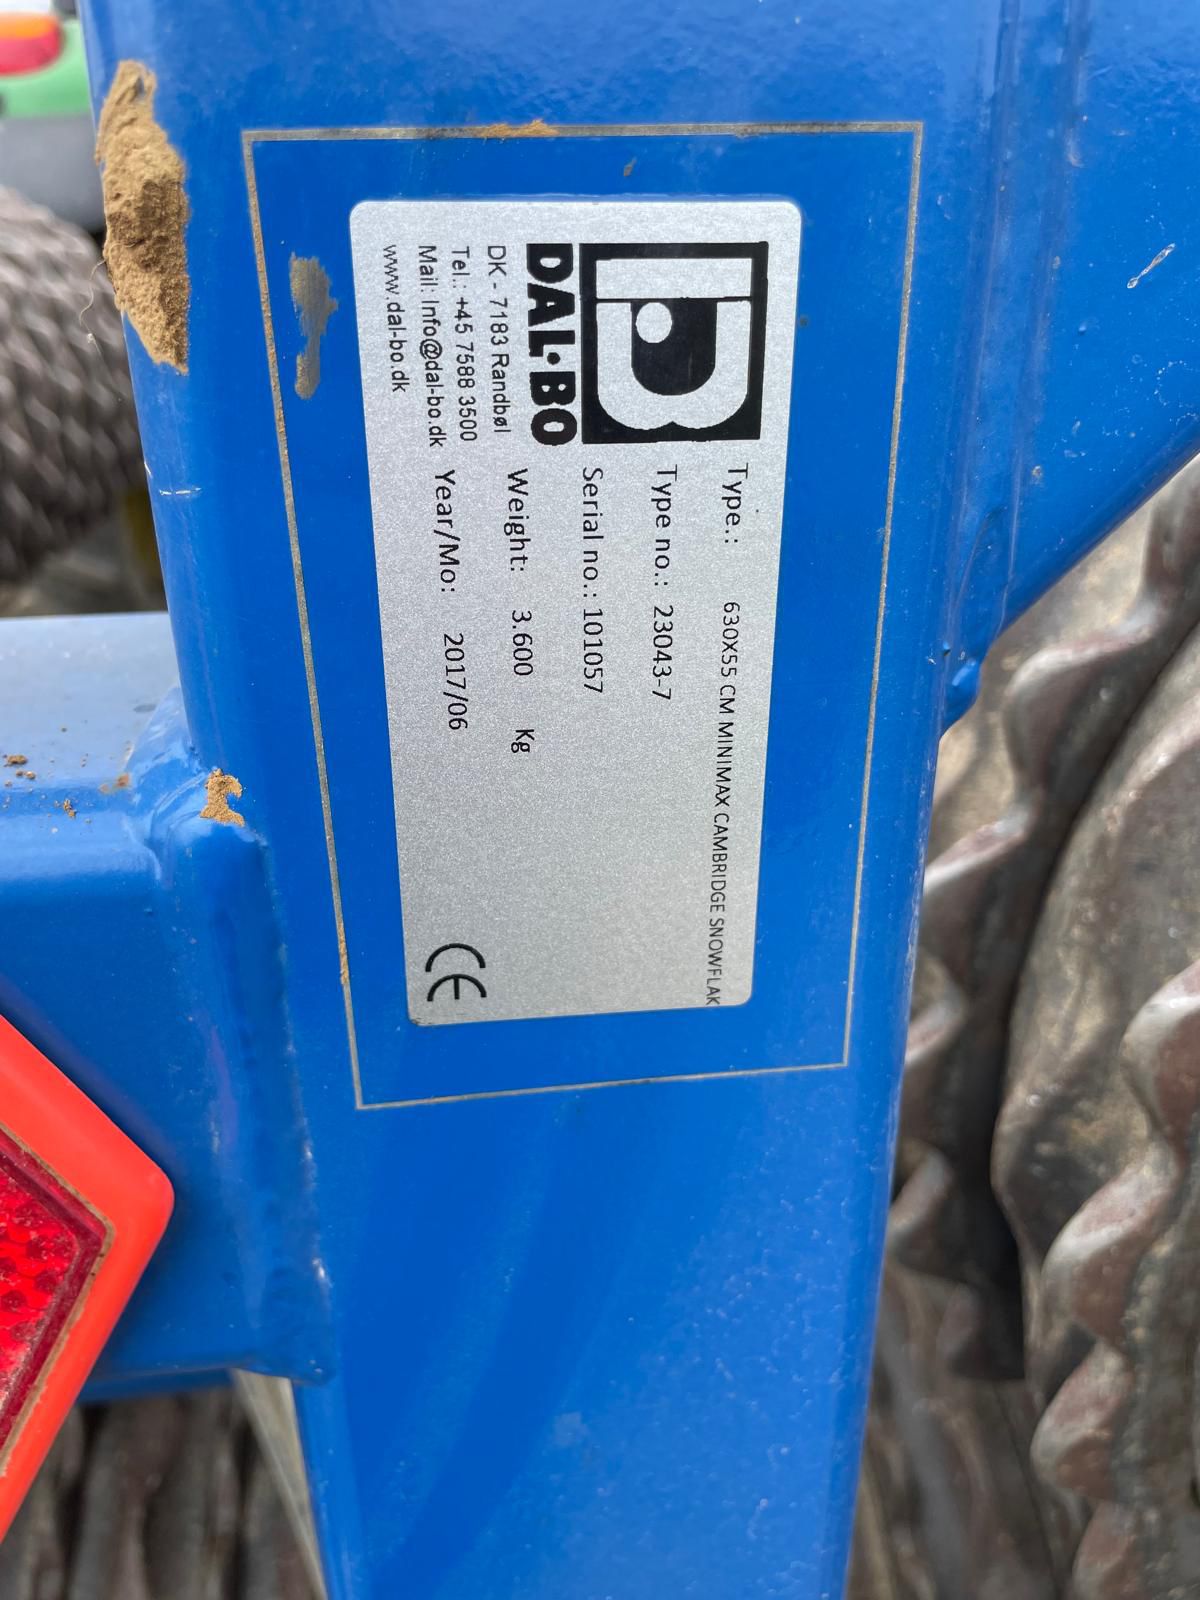 DAL·BO
DK - 7183 Randbøl
Tel.: +45 7588 3500
Mail: Info@dal-bo.dk
www.dal-bo.dk
Type.: 630X55 CM MINIMAX CAMBRIDGE SNOWFLAK
Type no.: 23043-7
Serial no.: 101057
Weight: 3.600 Kg
Year/Mo: 2017/06
CE